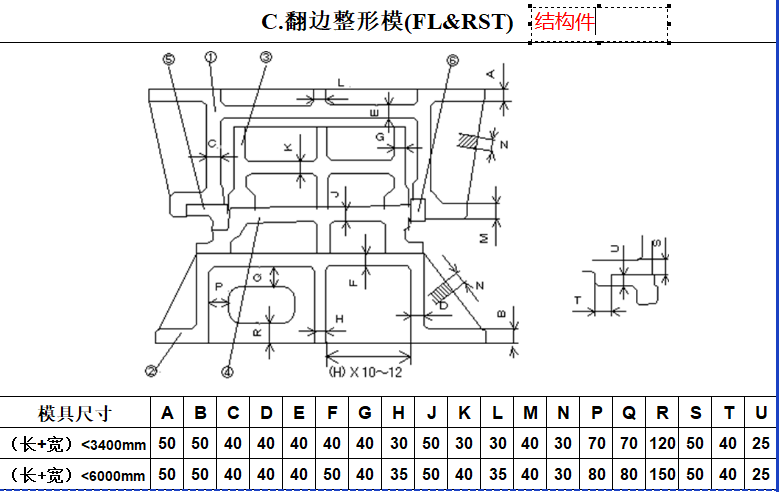 C.翻边整形模(FL&RST) 结构件
⑤ ① ③ ⑥
L A
E
C K G N
J
M
F
Q N U S
P D T
R H B
② ④ (H) X 10～12
模具尺寸 A B C D E F G H J K L M N P Q R S T U
（长+宽）<3400mm 50 50 40 40 40 40 40 30 50 30 30 40 30 70 70 120 50 40 25
（长+宽）<6000mm 50 50 40 40 40 50 40 35 50 40 35 40 30 80 80 150 50 40 25